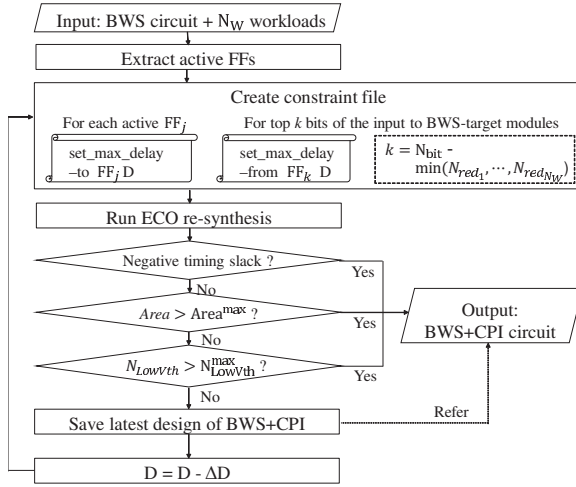 Input: BWS circuit + N_W workloads
Extract active FFs
Create constraint file
For each active FF_j
set_max_delay
–to FF_j D
For top k bits of the input to BWS-target modules
set_max_delay
–from FF_k D
k = N_bit -
min(N_red_1, ⋯, N_red_N_W)
Run ECO re-synthesis
Negative timing slack ?
Yes
No
Area > Area^max ?
Yes
No
N_LowVth > N_LowVth^max ?
Yes
No
Output:
BWS+CPI circuit
Save latest design of BWS+CPI
Refer
D = D - ΔD